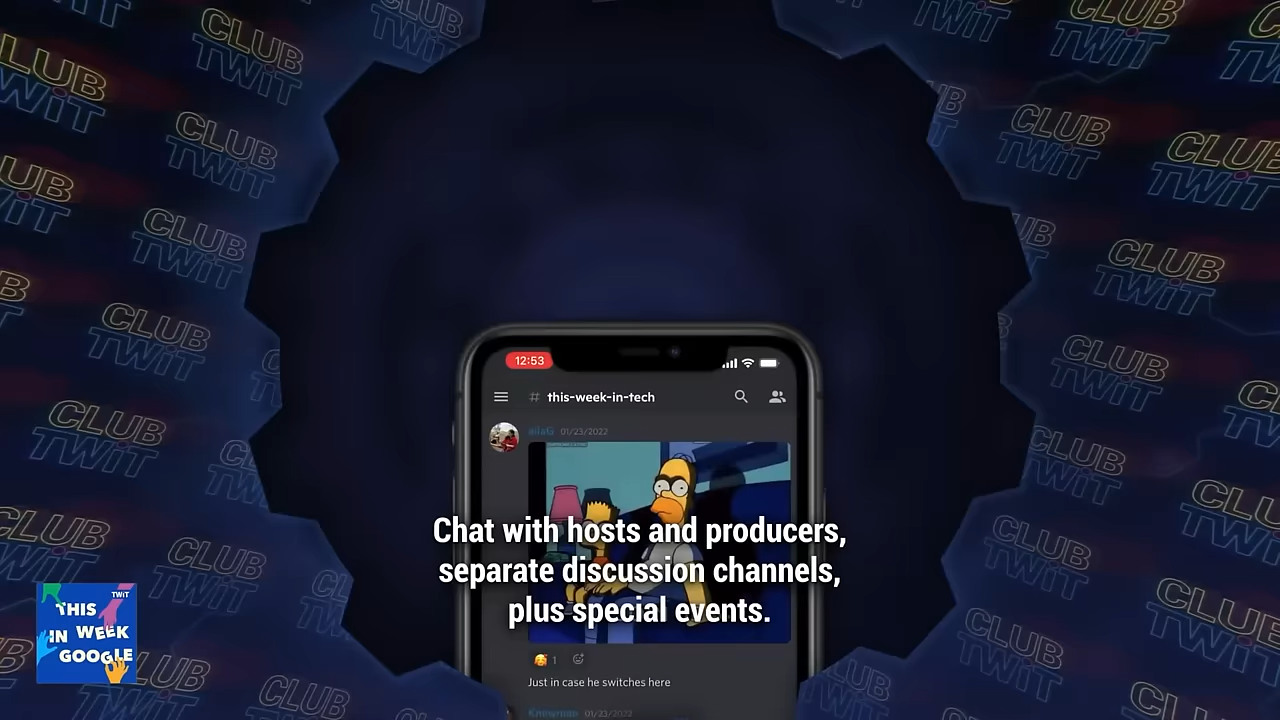 CLUB
TWiT
12:53
# this-week-in-tech
ailaG 01/23/2022
Chat with hosts and producers,
separate discussion channels,
plus special events.
1
Just in case he switches here
01/23/2022
TWiT
THIS
IN WEEK
GOOGLE